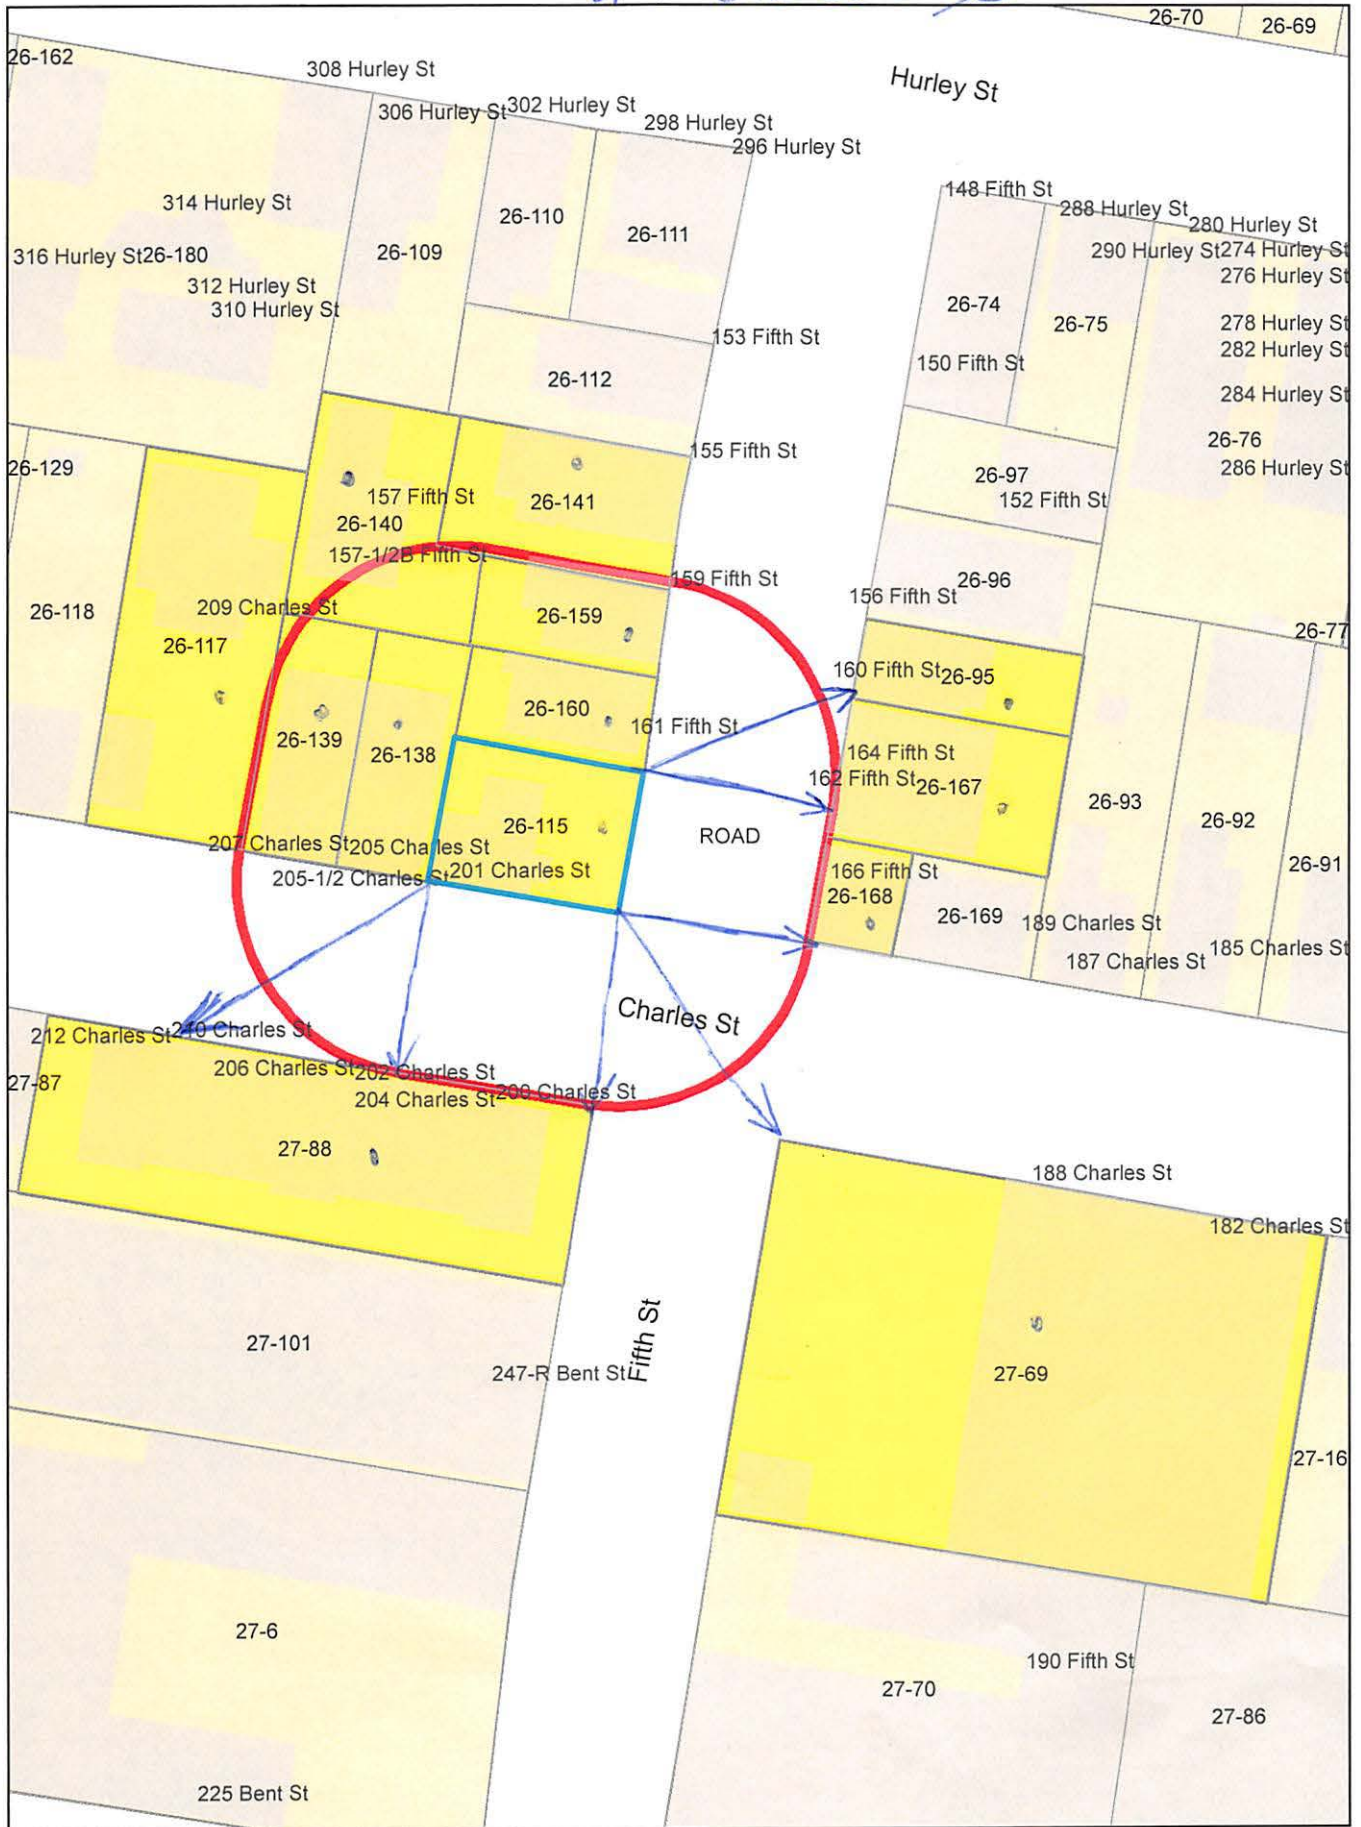 26-70
26-69
26-162
308 Hurley St
Hurley St
306 Hurley St
302 Hurley St
298 Hurley St
296 Hurley St
148 Fifth St
314 Hurley St
288 Hurley St
280 Hurley St
26-110
26-111
316 Hurley St
26-180
26-109
290 Hurley St
274 Hurley St
276 Hurley St
312 Hurley St
310 Hurley St
26-74
26-75
278 Hurley St
153 Fifth St
282 Hurley St
150 Fifth St
26-112
284 Hurley St
155 Fifth St
26-76
26-129
26-97
286 Hurley St
157 Fifth St
26-141
152 Fifth St
26-140
157-1/2B Fifth St
159 Fifth St
26-96
26-118
209 Charles St
26-159
156 Fifth St
26-117
26-77
160 Fifth St
26-95
26-160
161 Fifth St
26-139
26-138
164 Fifth St
162 Fifth St
26-167
26-93
26-115
ROAD
26-92
207 Charles St
205 Charles St
205-1/2 Charles St
201 Charles St
166 Fifth St
26-91
26-168
26-169
189 Charles St
187 Charles St
185 Charles St
Charles St
212 Charles St
210 Charles St
206 Charles St
202 Charles St
27-87
204 Charles St
200 Charles St
27-88
188 Charles St
182 Charles St
27-101
247-R Bent St
Fifth St
27-69
27-16
27-6
190 Fifth St
27-70
27-86
225 Bent St